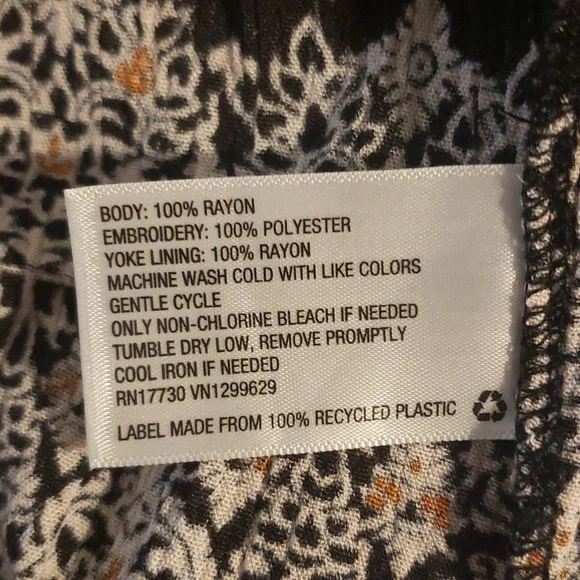 BODY: 100% RAYON
EMBROIDERY: 100% POLYESTER
YOKE LINING: 100% RAYON
MACHINE WASH COLD WITH LIKE COLORS
GENTLE CYCLE
ONLY NON-CHLORINE BLEACH IF NEEDED
TUMBLE DRY LOW, REMOVE PROMPTLY
COOL IRON IF NEEDED
RN17730 VN1299629
LABEL MADE FROM 100% RECYCLED PLASTIC